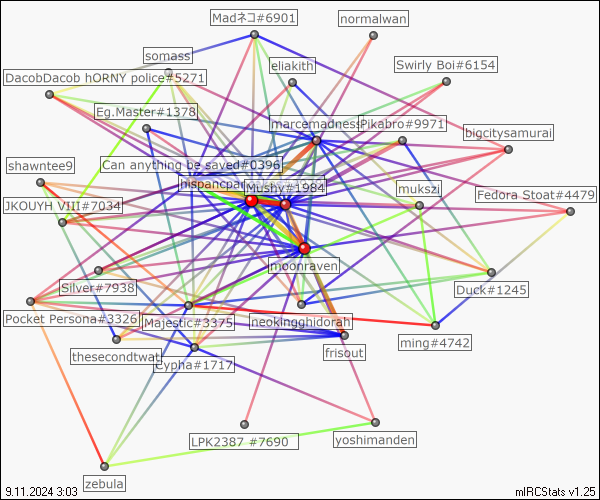 Madネコ#6901
normalwan
somass
eliakith
Swirly Boi#6154
DacobDacob hORNY police#5271
Eg.Master#1378
marcemadness
Pikabro#9971
bigcitysamurai
shawntee9
Can anything be saved#0396
Mushy#1984
mukszi
Fedora Stoat#4479
JKOUYH VIII#7034
moonraven
Silver#7938
Duck#1245
Pocket Persona#3326
Majestic#3375
neokingghidorah
ming#4742
thesecondtwat
Cypha#1717
frisout
LPK2387 #7690
yoshimanden
zebula
9.11.2024 3:03
mIRCStats v1.25